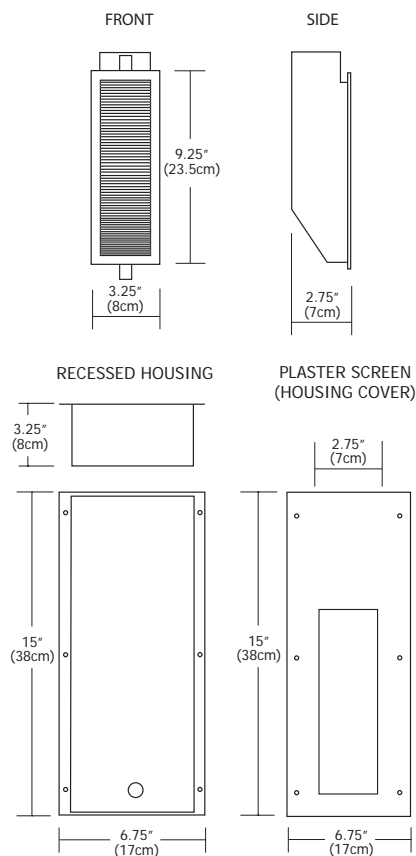 FRONT
SIDE
9.25"
(23.5cm)
3.25"
(8cm)
2.75"
(7cm)
RECESSED HOUSING
PLASTER SCREEN
(HOUSING COVER)
3.25"
(8cm)
2.75"
(7cm)
15"
(38cm)
15"
(38cm)
6.75"
(17cm)
6.75"
(17cm)